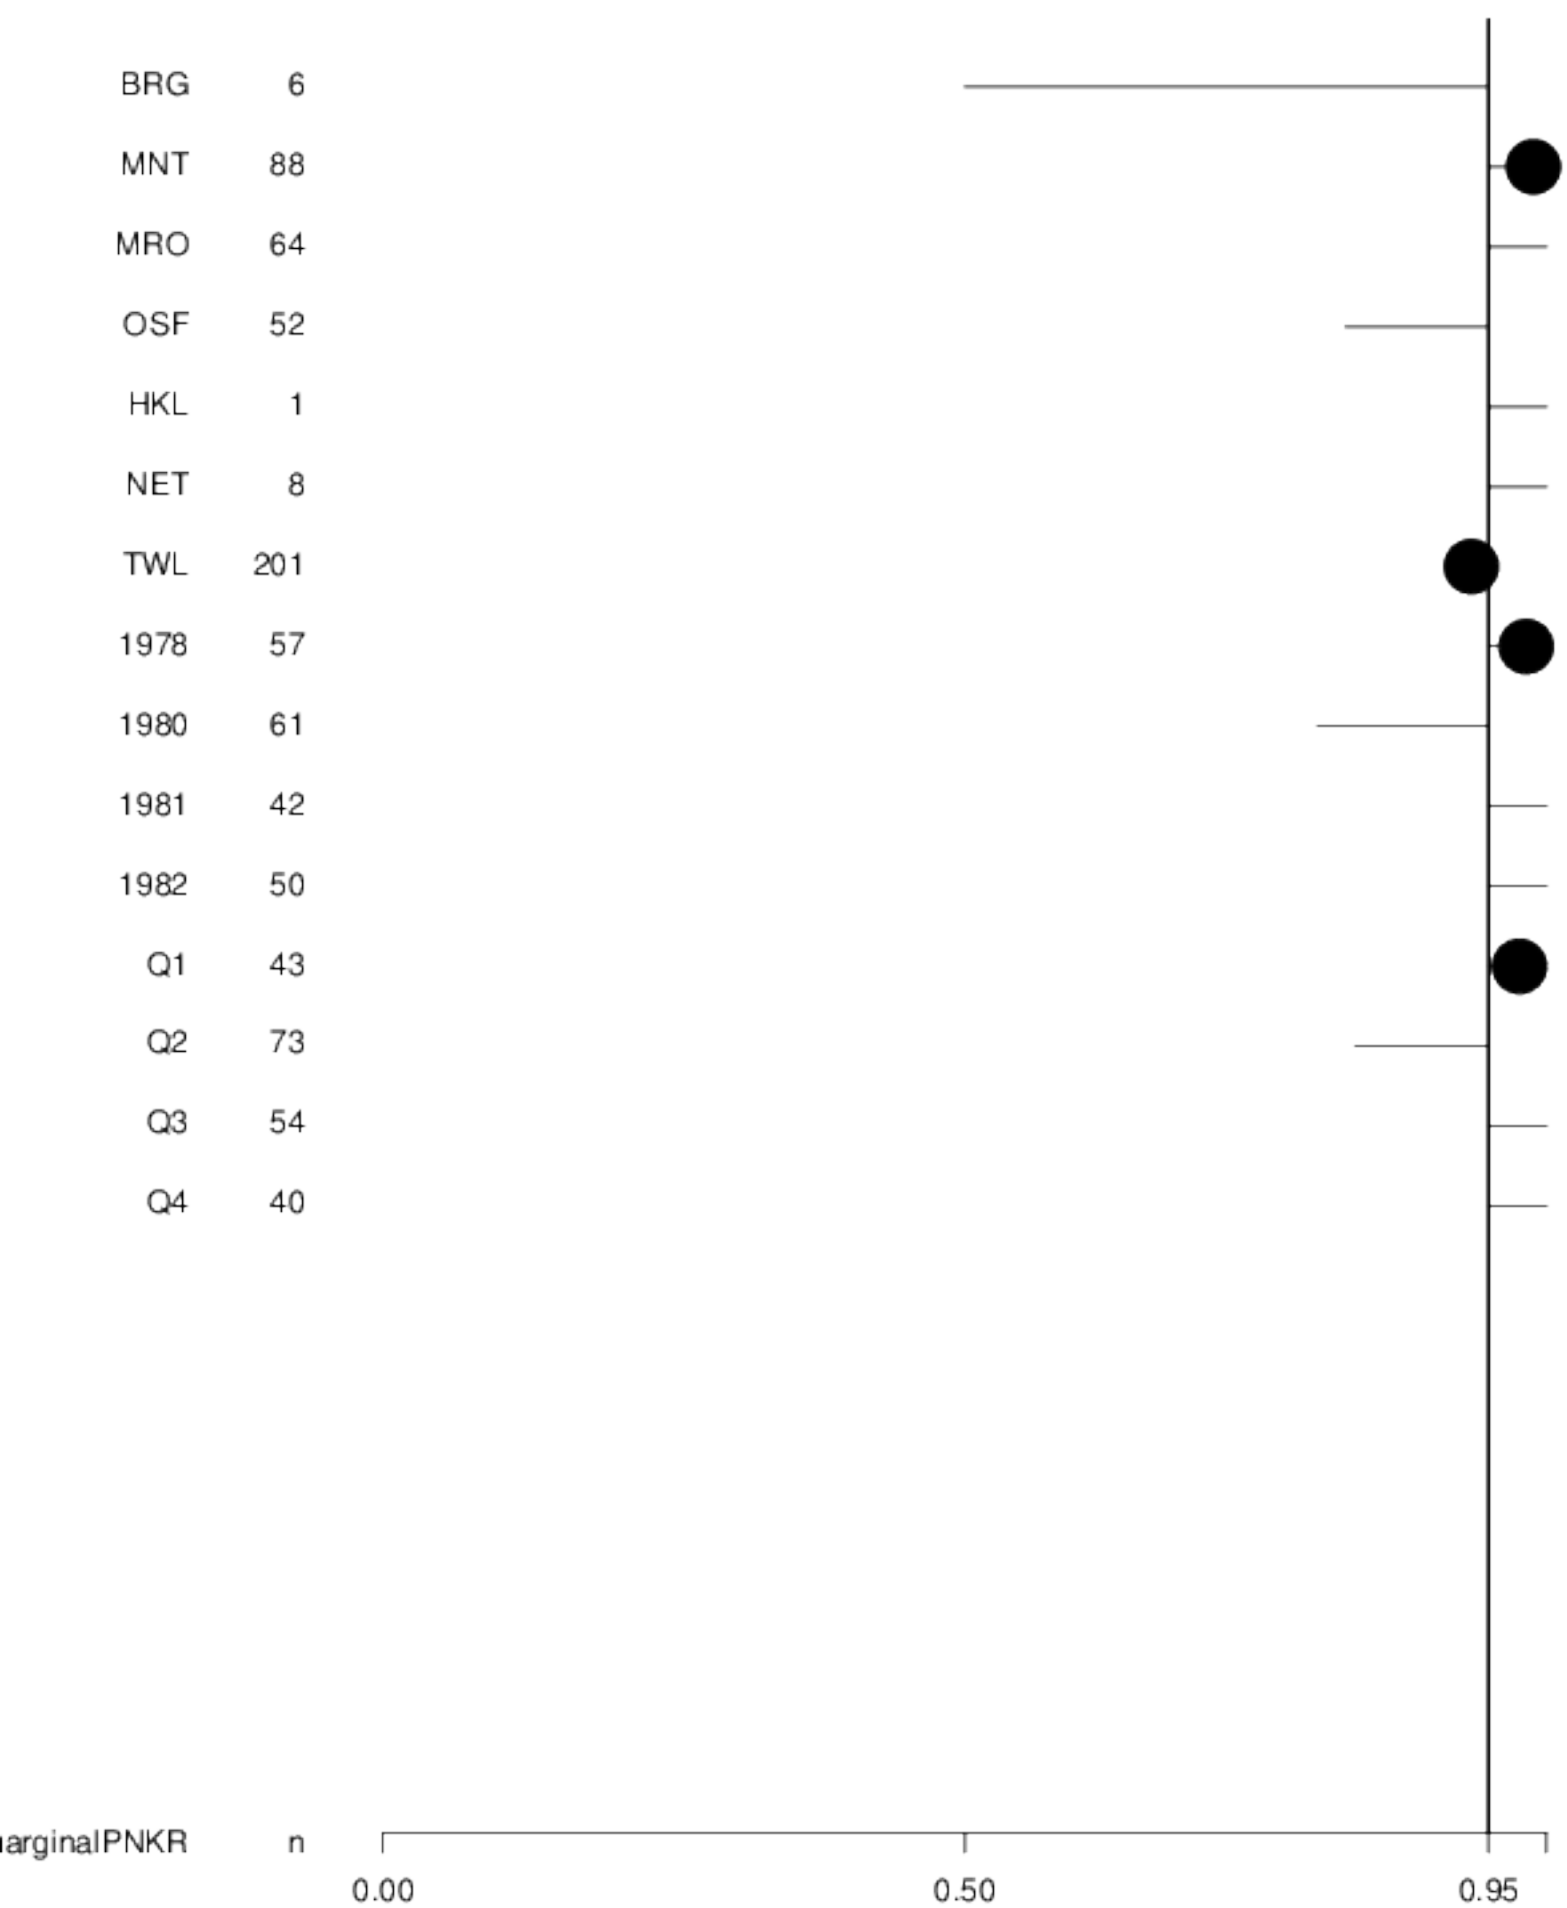 BRG 6
MNT 88
MRO 64
OSF 52
HKL 1
NET 8
TWL 201
1978 57
1980 61
1981 42
1982 50
Q1 43
Q2 73
Q3 54
Q4 40
arginalPNKR n
0.00 0.50 0.95